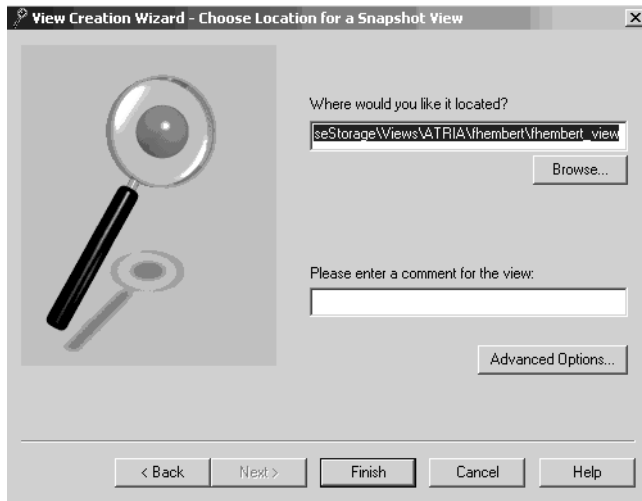 View Creation Wizard - Choose Location for a Snapshot View
Where would you like it located?
seStorage\Views\ATRIA\fhembert\fhembert_view
Browse...
Please enter a comment for the view:
Advanced Options...
< Back Next > Finish Cancel Help